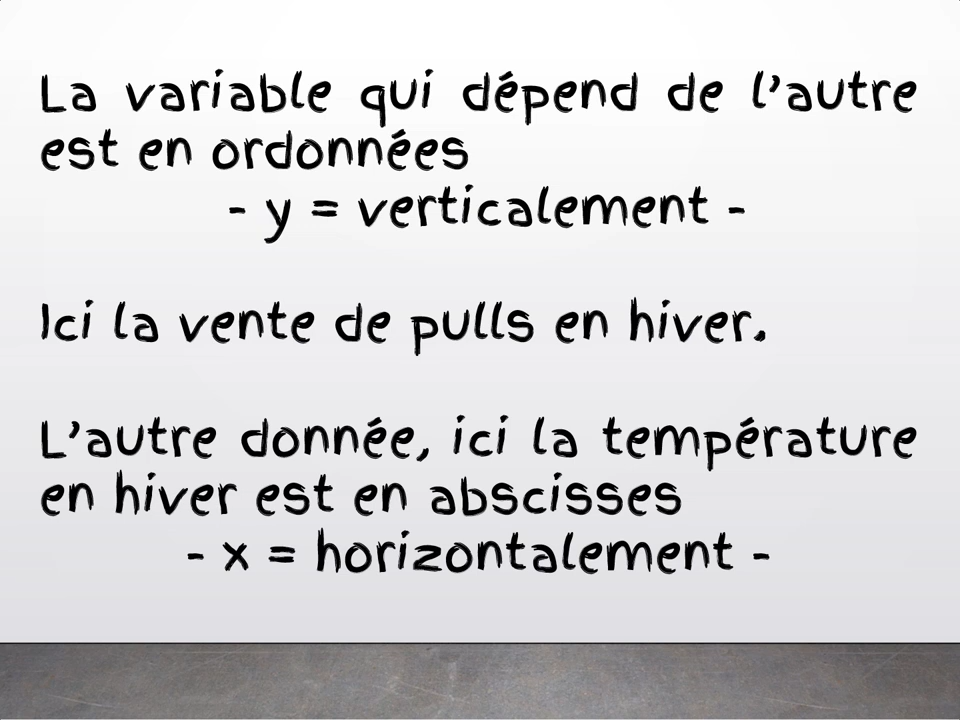 La variable qui dépend de l'autre
est en ordonnées
- y = verticalement -
Ici la vente de pulls en hiver.
L'autre donnée, ici la température
en hiver est en abscisses
- x = horizontalement -